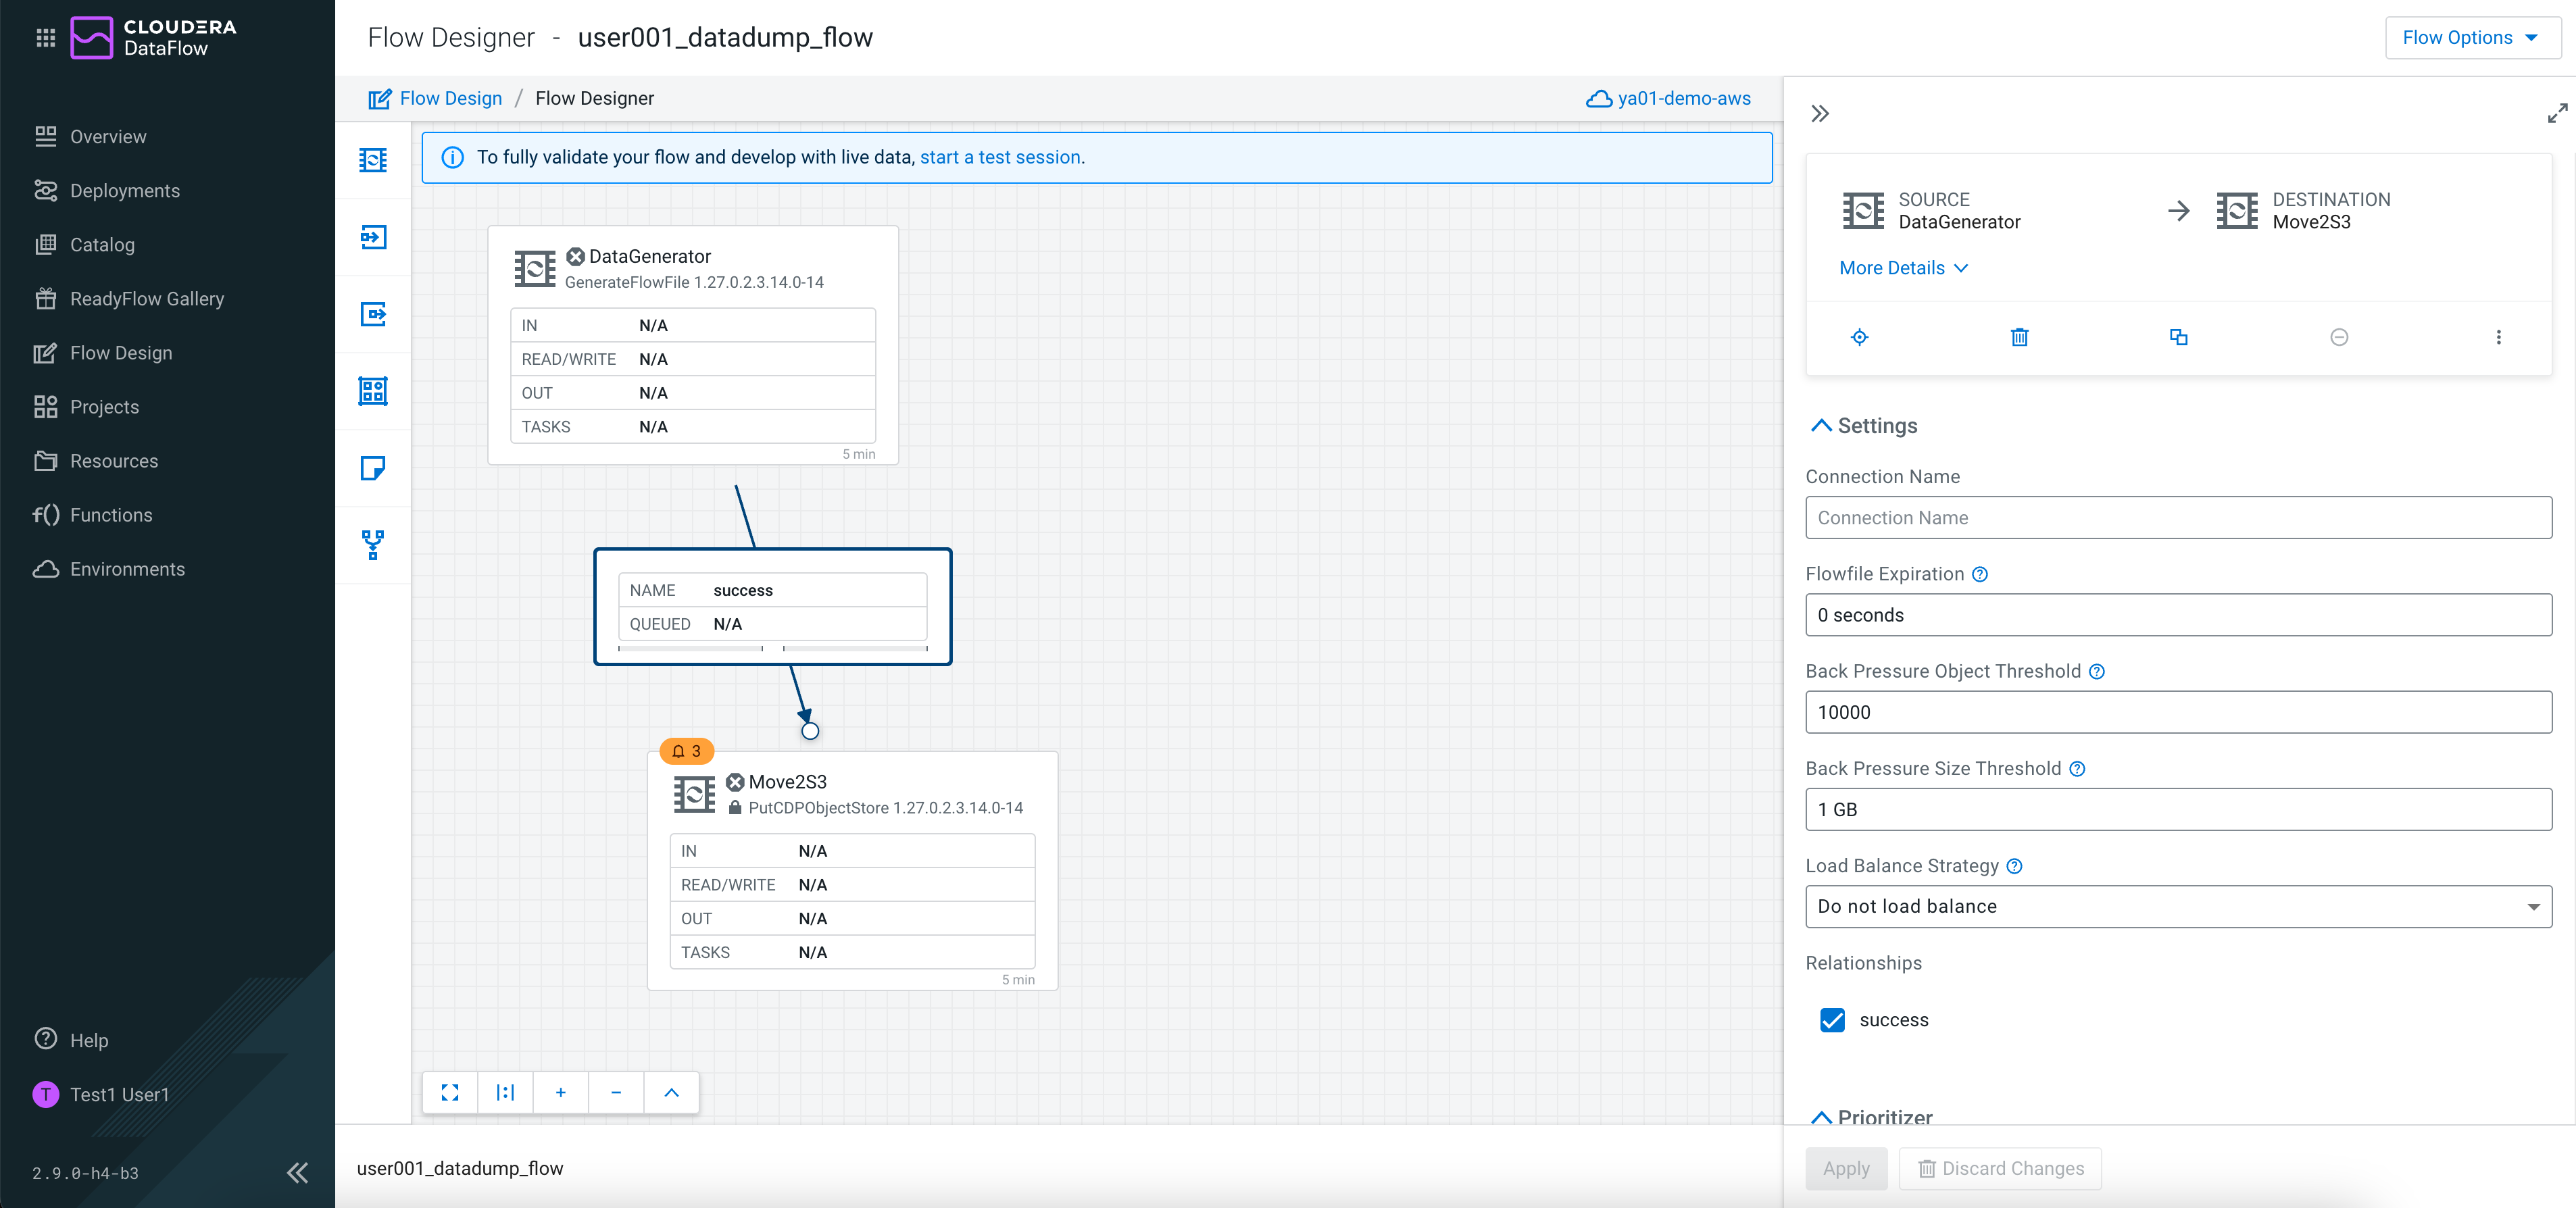 CLOUDERA
DataFlow
Overview
Deployments
Catalog
ReadyFlow Gallery
Flow Design
Projects
Resources
f() Functions
Environments
Help
T Test1 User1
2.9.0-h4-b3
Flow Designer - user001_datadump_flow
Flow Options
Flow Design / Flow Designer
ya01-demo-aws
To fully validate your flow and develop with live data, start a test session.
DataGenerator
GenerateFlowFile 1.27.0.2.3.14.0-14
IN N/A
READ/WRITE N/A
OUT N/A
TASKS N/A
5 min
NAME success
QUEUED N/A
3
Move2S3
PutCDPObjectStore 1.27.0.2.3.14.0-14
IN N/A
READ/WRITE N/A
OUT N/A
TASKS N/A
5 min
user001_datadump_flow
SOURCE
DataGenerator
DESTINATION
Move2S3
More Details
Settings
Connection Name
Connection Name
Flowfile Expiration
0 seconds
Back Pressure Object Threshold
10000
Back Pressure Size Threshold
1 GB
Load Balance Strategy
Do not load balance
Relationships
success
Prioritizer
Apply
Discard Changes